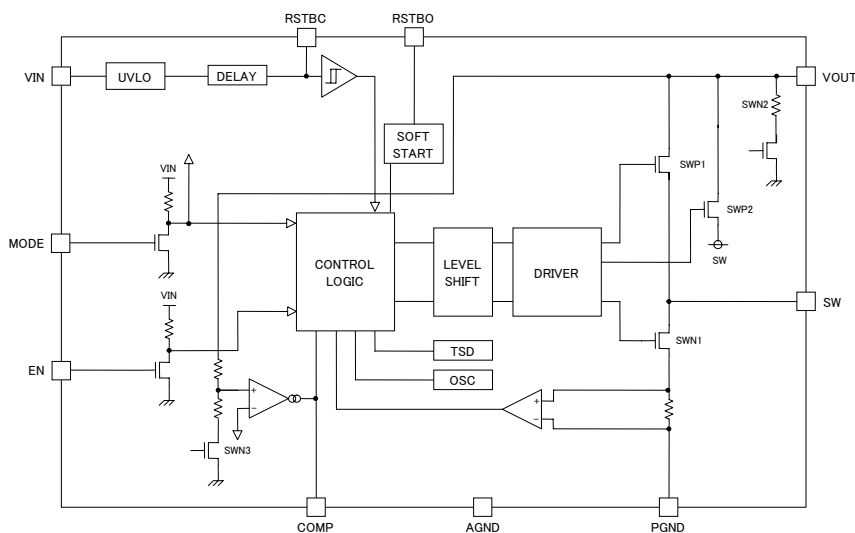 RSTBC
RSTBO
VIN
UVLO
DELAY
VOUT
SOFT
START
SWN2
VIN
SWP1
SWP2
SW
MODE
CONTROL
LOGIC
LEVEL
SHIFT
DRIVER
VIN
SW
SWN1
EN
TSD
OSC
+
−
+
−
SWN3
COMP
AGND
PGND